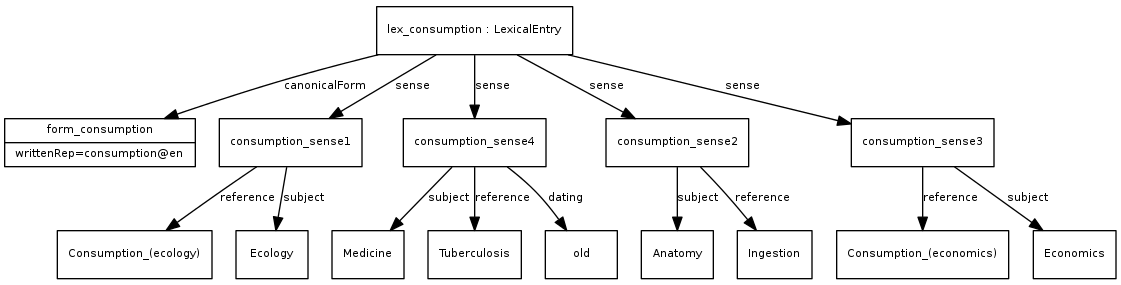 lex_consumption : LexicalEntry
canonicalForm
sense
sense
sense
sense
form_consumption
writtenRep=consumption@en
consumption_sense1
consumption_sense4
consumption_sense2
consumption_sense3
reference
subject
subject
reference
dating
subject
reference
reference
subject
Consumption_(ecology)
Ecology
Medicine
Tuberculosis
old
Anatomy
Ingestion
Consumption_(economics)
Economics